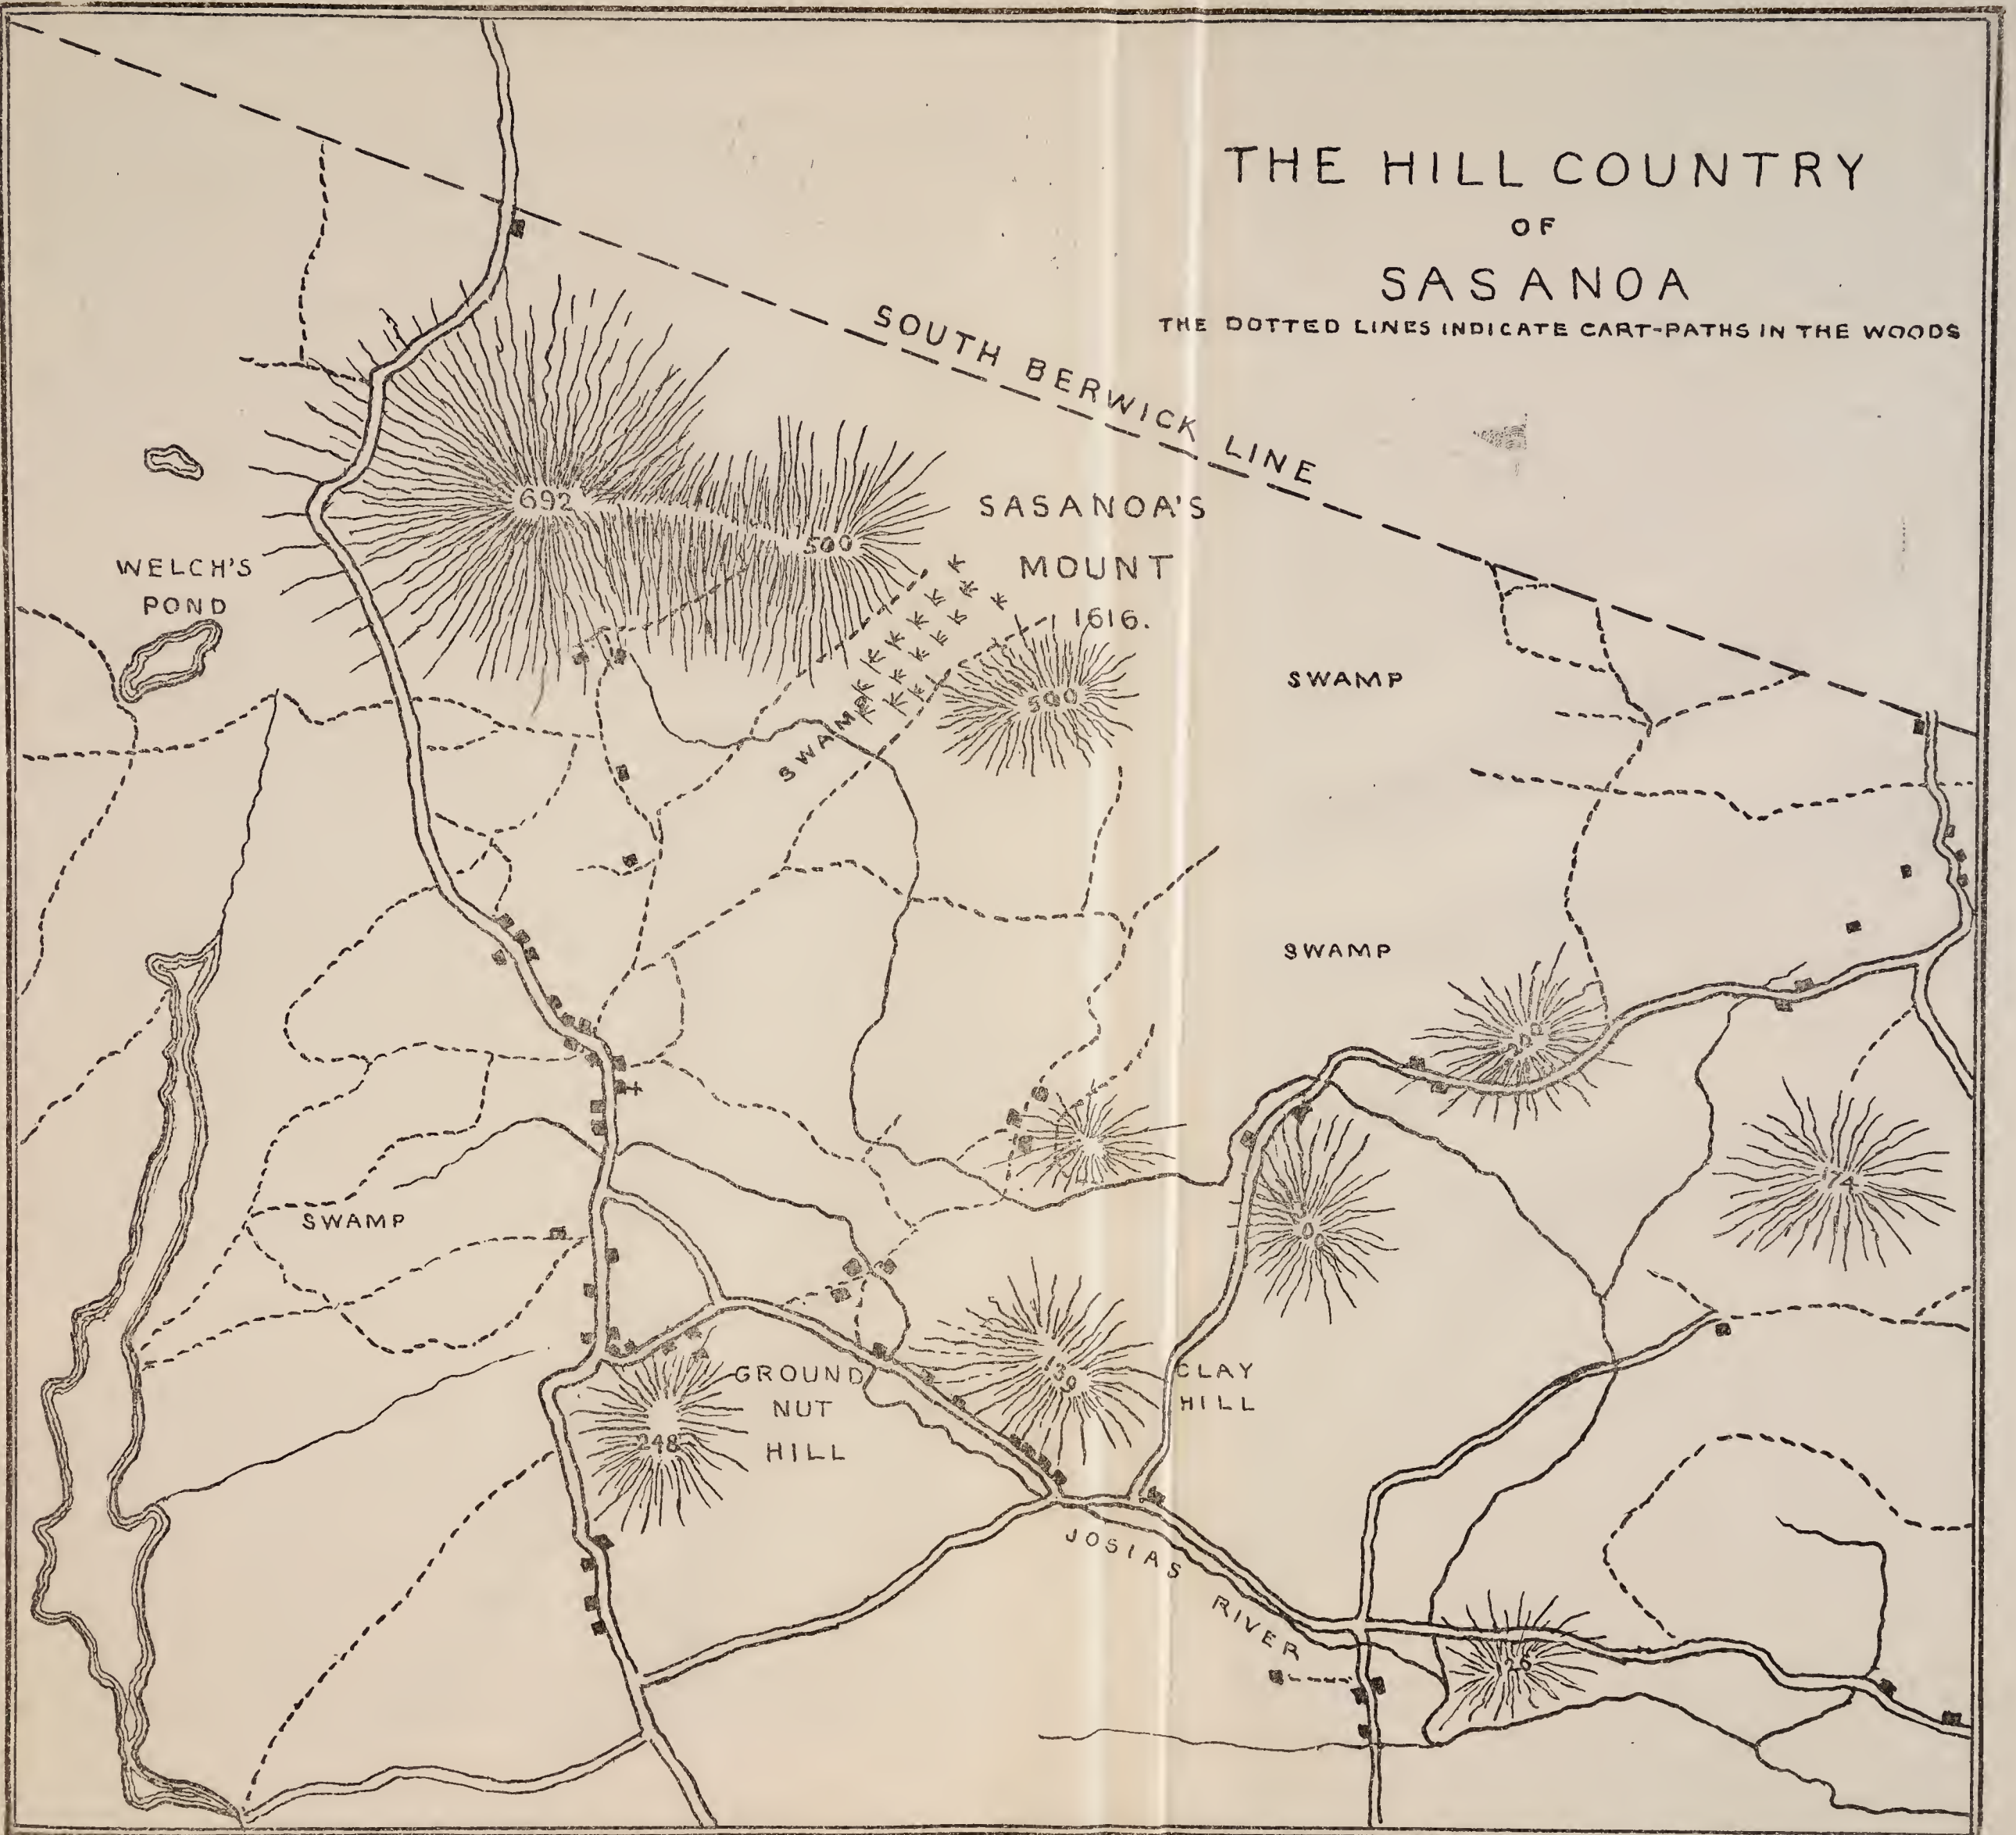 THE HILL COUNTRY
OF
SASANOA
THE DOTTED LINES INDICATE CART-PATHS IN THE WOODS
SOUTH BERWICK LINE
692
500
SASANOA'S
MOUNT
1616.
WELCH'S
POND
500
SWAMP
SWAMP
SWAMP
174
SWAMP
139
GROUND
NUT
HILL
CLAY
HILL
248
JOSIAS
RIVER